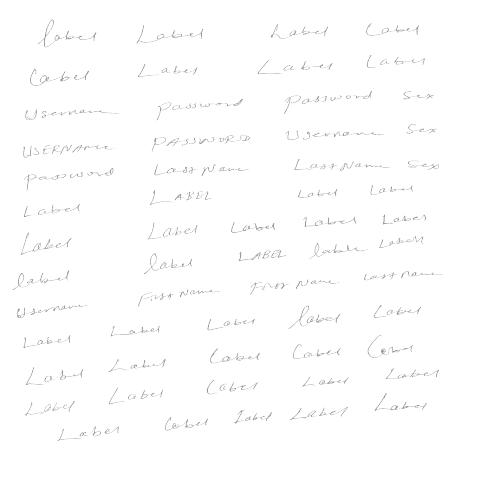 label Label Label Label
Label Label Label Label
Username Password Password Sex
USERNAMe PASSWORD Username Sex
Password Last Name Last Name Sex
Label LABEL Label Label
Label Label Label Label Label
label label LABEL lable Label
Username First Name First Name Last Name
Label Label Label label Label
Label Label Label Label Label
Label Label Label Label Label
Label Label Label Label Label